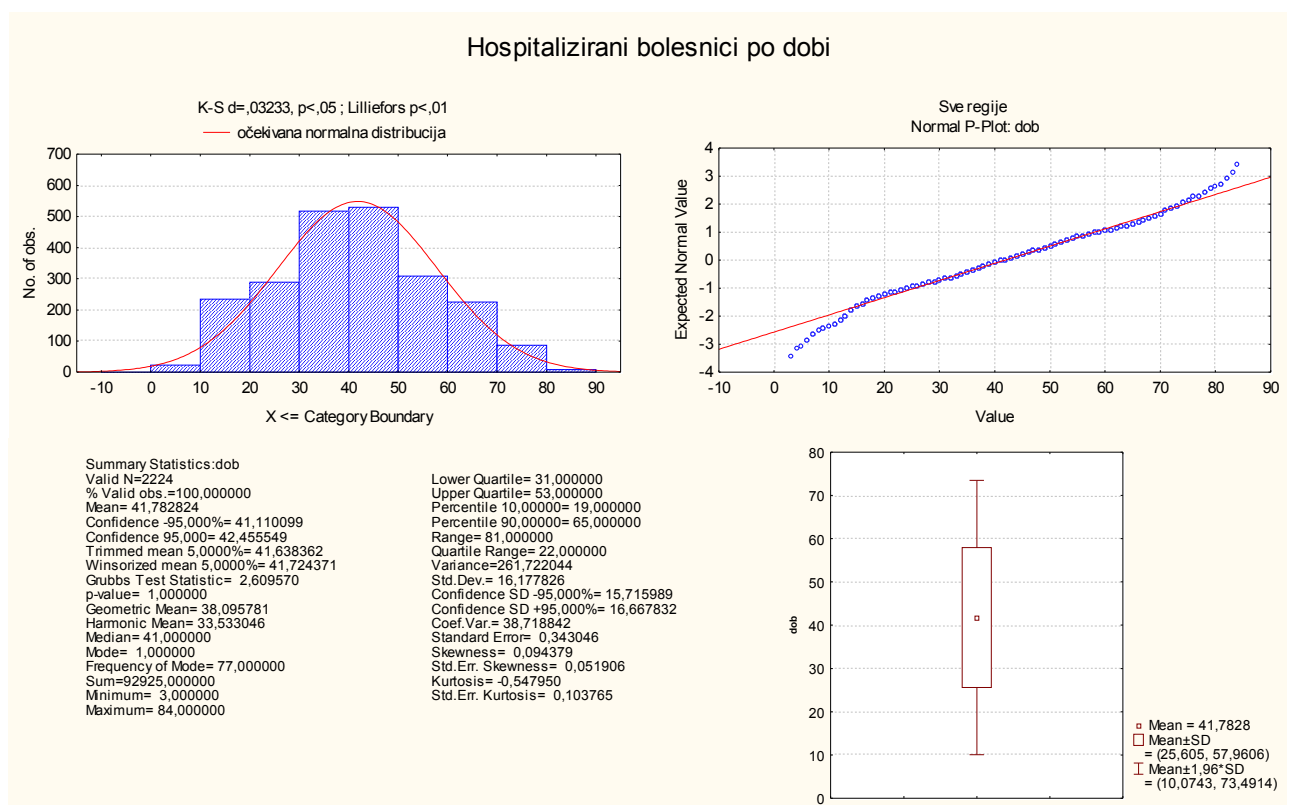 Hospitalizirani bolesnici po dobi
K-S d=,03233, p<,05 ; Lilliefors p<,01
očekivana normalna distribucija
700
600
500
400
300
200
100
0
No. of obs.
-10 0 10 20 30 40 50 60 70 80 90
X <= Category Boundary
Sve regije
Normal P-Plot: dob
4
3
2
1
0
-1
-2
-3
-4
Expected Normal Value
-10 0 10 20 30 40 50 60 70 80 90
Value
Summary Statistics:dob
Valid N=2224
% Valid obs.=100,000000
Mean= 41,782824
Confidence -95,000%= 41,110099
Confidence 95,000= 42,455549
Trimmed mean 5,0000%= 41,638362
Winsorized mean 5,0000%= 41,724371
Grubbs Test Statistic= 2,609570
p-value= 1,000000
Geometric Mean= 38,095781
Harmonic Mean= 33,533046
Median= 41,000000
Mode= 1,000000
Frequency of Mode= 77,000000
Sum=92925,000000
Minimum= 3,000000
Maximum= 84,000000
Lower Quartile= 31,000000
Upper Quartile= 53,000000
Percentile 10,00000= 19,000000
Percentile 90,00000= 65,000000
Range= 81,000000
Quartile Range= 22,000000
Variance=261,722044
Std.Dev.= 16,177826
Confidence SD -95,000%= 15,715989
Confidence SD +95,000%= 16,667832
Coef.Var.= 38,718842
Standard Error= 0,343046
Skewness= 0,094379
Std.Err. Skewness= 0,051906
Kurtosis= -0,547950
Std.Err. Kurtosis= 0,103765
80
70
60
50
40
30
20
10
0
dob
Mean = 41,7828
Mean±SD
= (25,605, 57,9606)
Mean±1,96*SD
= (10,0743, 73,4914)